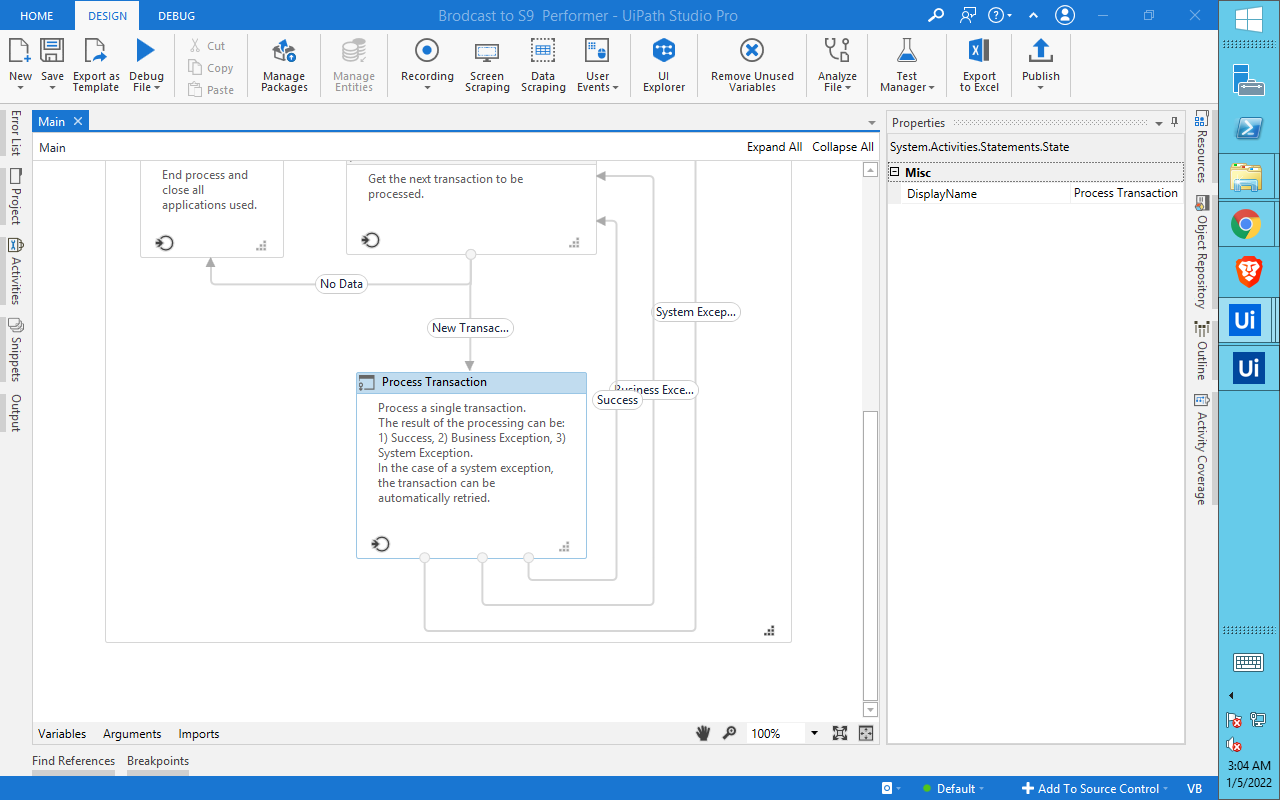 HOME DESIGN DEBUG
Brodcast to S9 Performer - UiPath Studio Pro
New
Save
Export as
Template
Debug
File
Cut
Copy
Paste
Manage
Packages
Manage
Entities
Recording
Screen
Scraping
Data
Scraping
User
Events
UI
Explorer
Remove Unused
Variables
Analyze
File
Test
Manager
Export
to Excel
Publish
Error List
Project
Activities
Snippets
Output
Main
Main
Expand All Collapse All
End process and
close all
applications used.
Get the next transaction to be
processed.
No Data
New Transac...
System Excep...
Business Exce...
Success
Process Transaction
Process a single transaction.
The result of the processing can be:
1) Success, 2) Business Exception, 3)
System Exception.
In the case of a system exception,
the transaction can be
automatically retried.
Variables Arguments Imports
100%
Find References Breakpoints
Properties
System.Activities.Statements.State
Misc
DisplayName Process Transaction
Resources
Object Repository
Outline
Activity Coverage
Default
Add To Source Control
VB
Ui
Ui
3:04 AM
1/5/2022